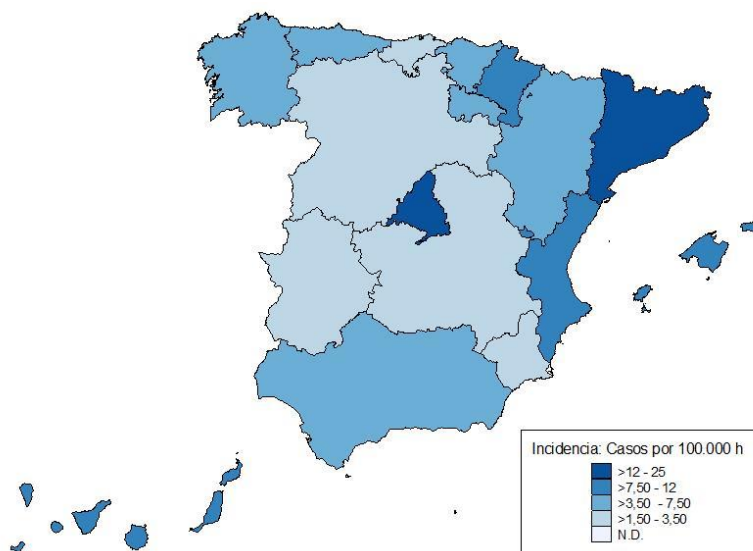 Incidencia: Casos por 100.000 h
>12 - 25
>7,50 - 12
>3,50 - 7,50
>1,50 - 3,50
N.D.